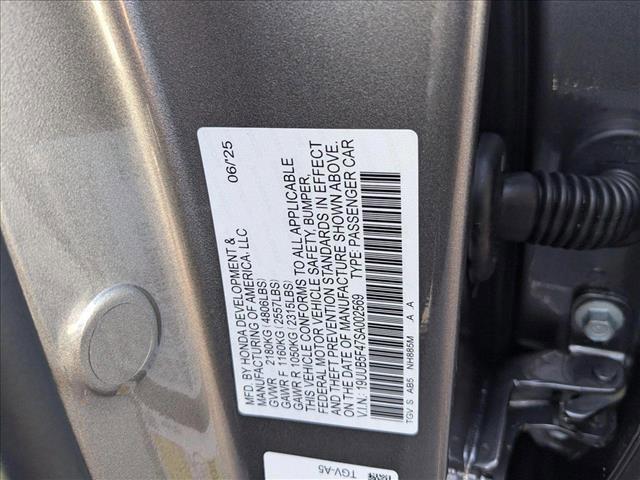 MFD. BY HONDA DEVELOPMENT & 06/25
MANUFACTURING OF AMERICA, LLC
GVWR 2180KG (4806LBS)
GAWR F 1160KG (2557LBS)
GAWR R 1050KG (2315LBS)
THIS VEHICLE CONFORMS TO ALL APPLICABLE
FEDERAL MOTOR VEHICLE SAFETY, BUMPER,
AND THEFT PREVENTION STANDARDS IN EFFECT
ON THE DATE OF MANUFACTURE SHOWN ABOVE.
V.I.N.: 19UUB5F47SA002569 TYPE: PASSENGER CAR
TGV S AB5 NH885M A A
TGV-A5